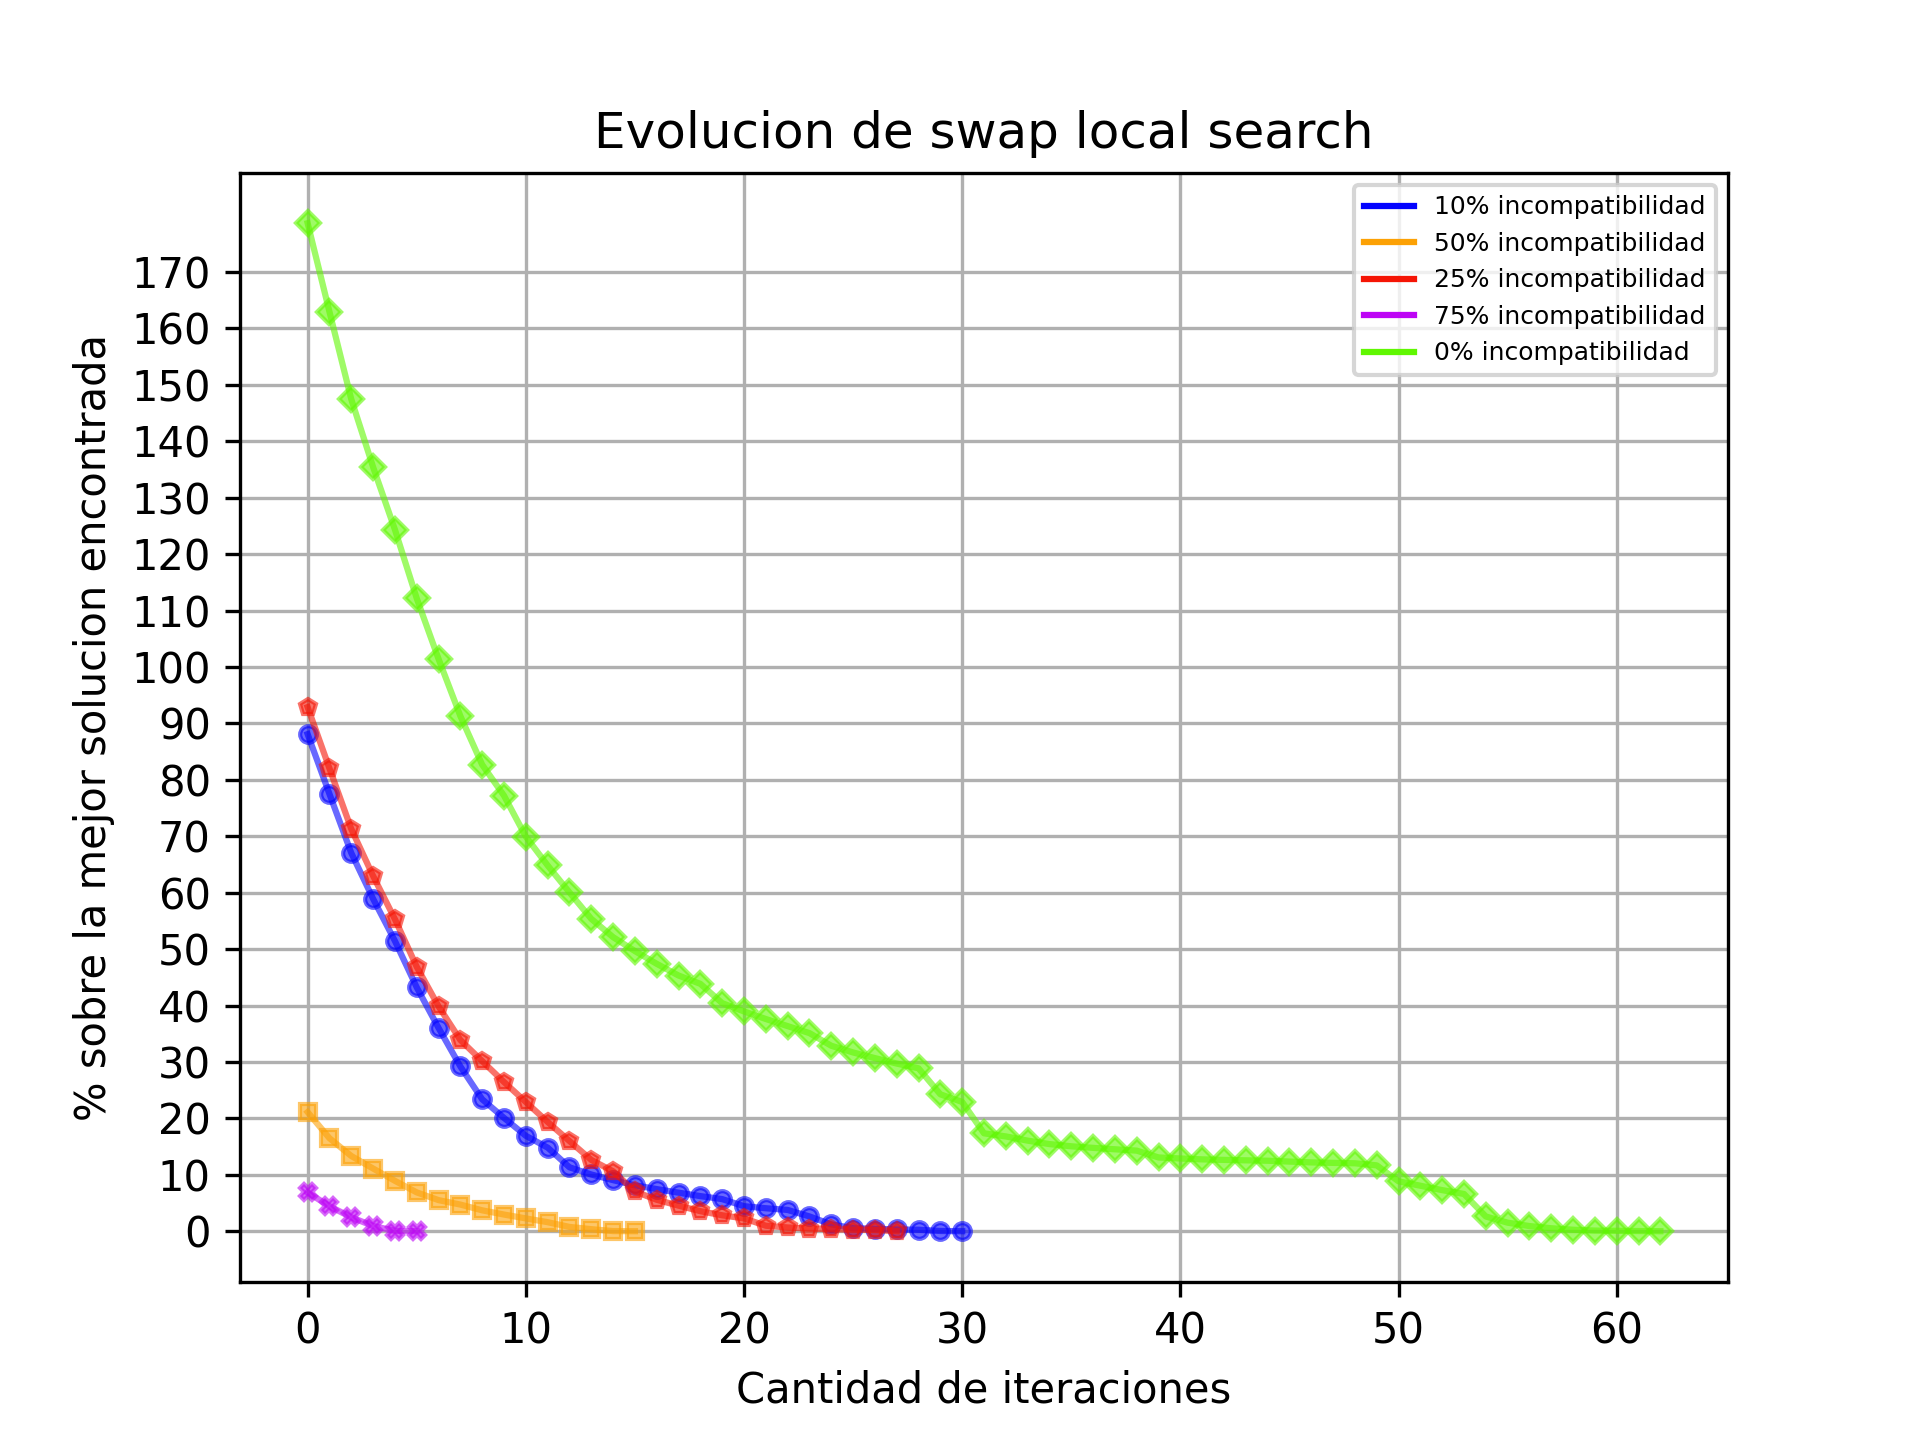 Evolucion de swap local search
10% incompatibilidad
50% incompatibilidad
25% incompatibilidad
75% incompatibilidad
0% incompatibilidad
% sobre la mejor solucion encontrada
170
160
150
140
130
120
110
100
90
80
70
60
50
40
30
20
10
0
0 10 20 30 40 50 60
Cantidad de iteraciones